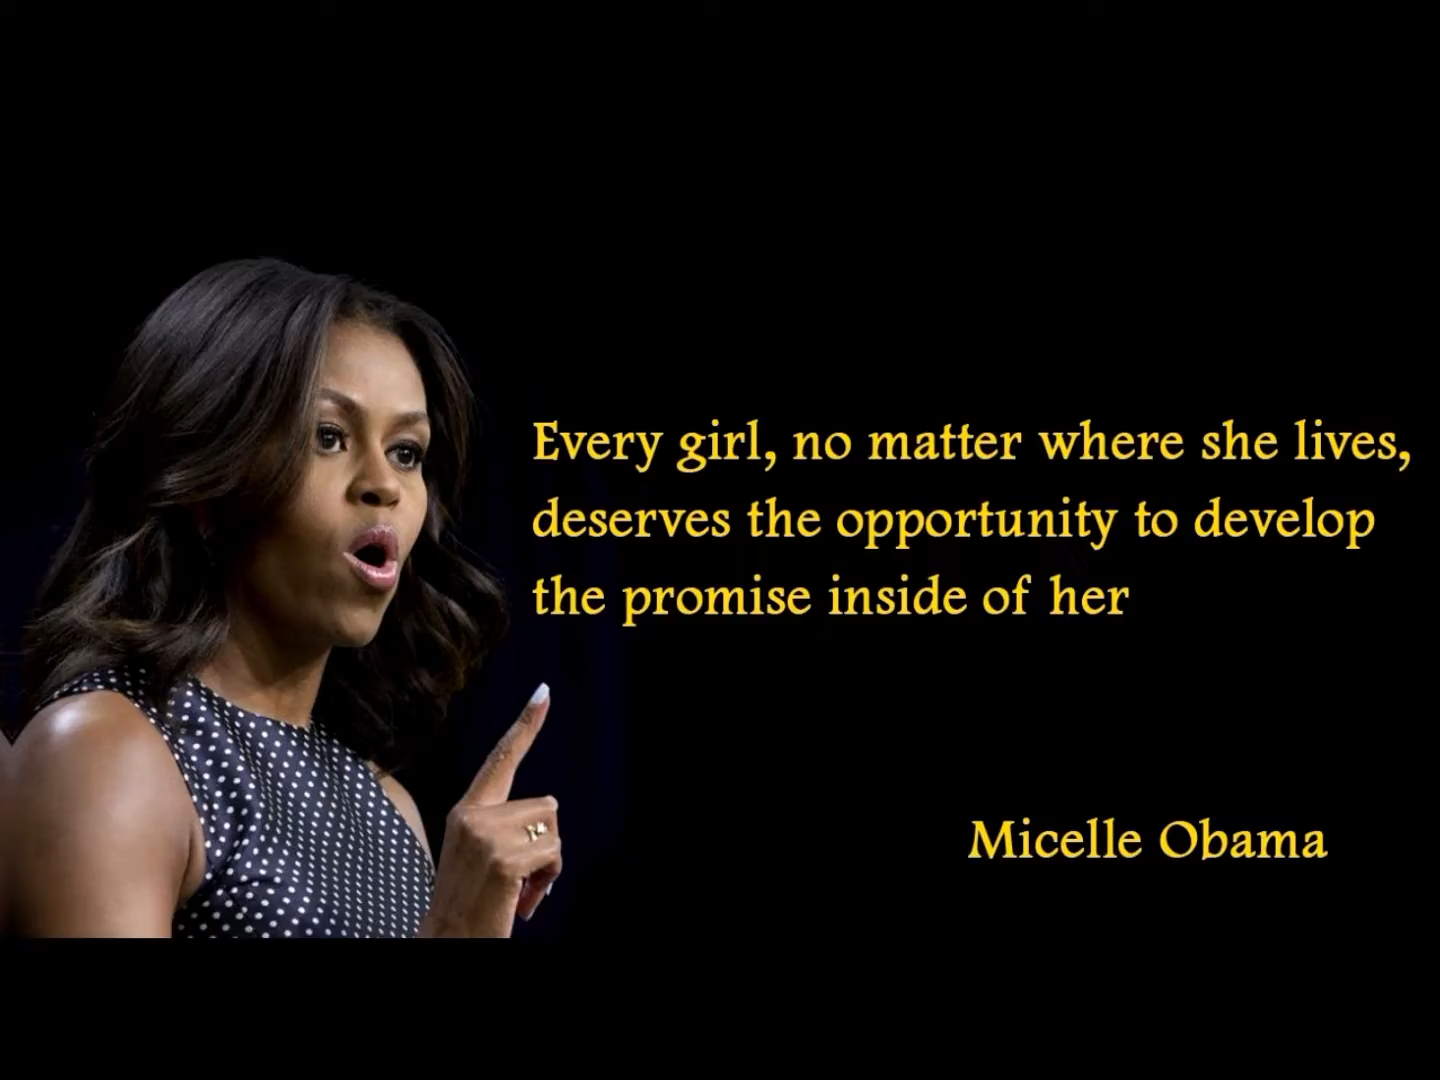 Every girl, no matter where she lives,
deserves the opportunity to develop
the promise inside of her
Micelle Obama